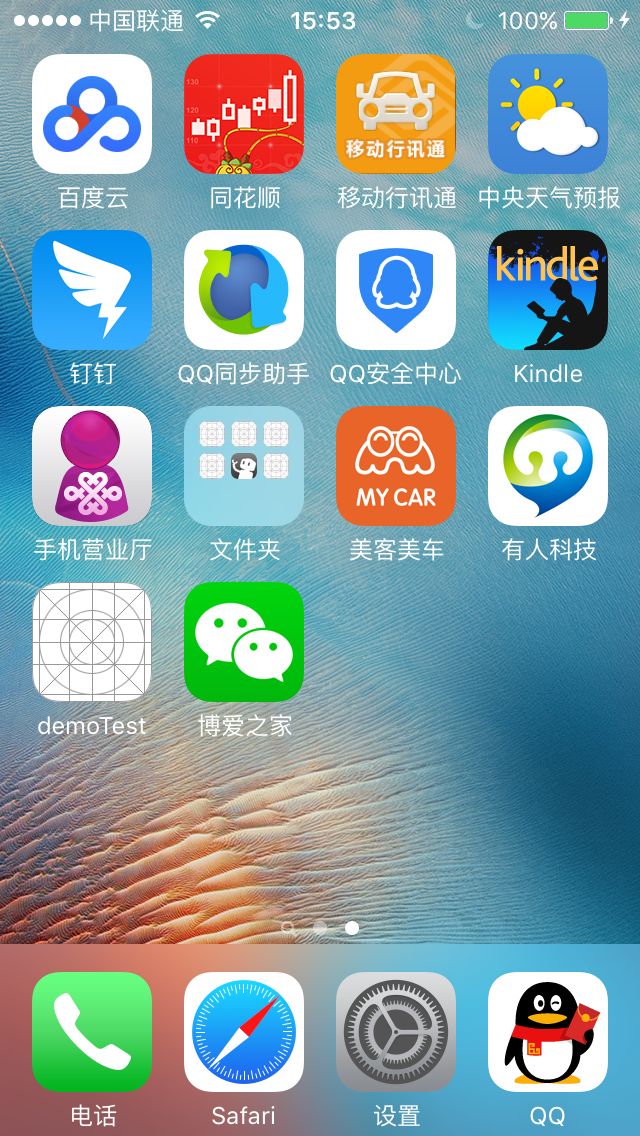 中国联通 15:53 100%
130
120
110
移动行讯通
百度云 同花顺 移动行讯通 中央天气预报
kindle
钉钉 QQ同步助手 QQ安全中心 Kindle
MY CAR
手机营业厅 文件夹 美客美车 有人科技
demoTest 博爱之家
电话 Safari 设置 QQ